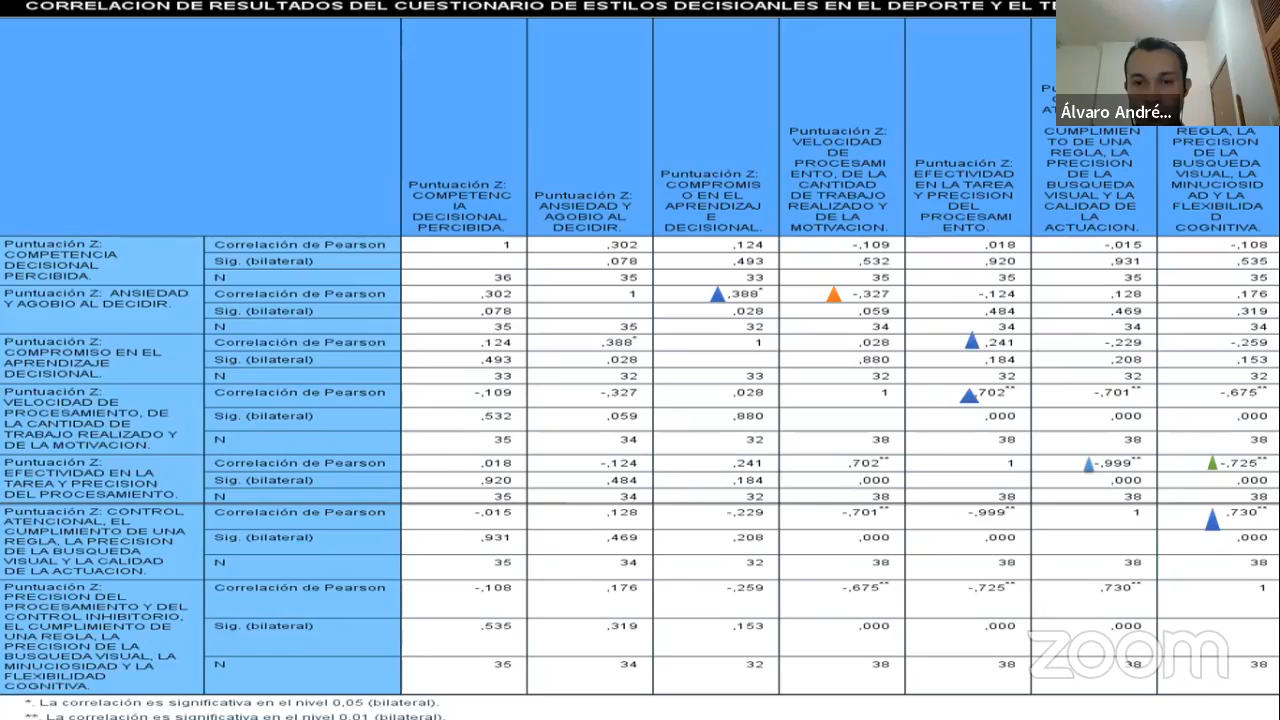 CORRELACION DE RESULTADOS DEL CUESTIONARIO DE ESTILOS DECISIOANLES EN EL DEPORTE Y EL
Álvaro André...
Puntuación Z:
COMPETENC
IA
DECISIONAL
PERCIBIDA.
Puntuación Z:
ANSIEDAD Y
AGOBIO AL
DECIDIR.
Puntuación Z:
COMPROMIS
O EN EL
APRENDIZAJ
E
DECISIONAL.
Puntuación Z:
VELOCIDAD
DE
PROCESAMI
ENTO, DE LA
CANTIDAD
DE TRABAJO
REALIZADO Y
DE LA
MOTIVACION.
Puntuación Z:
EFECTIVIDAD
EN LA TAREA
Y PRECISION
DEL
PROCESAMI
ENTO.
CUMPLIMIEN
TO DE UNA
REGLA, LA
PRECISION
DE LA
BUSQUEDA
VISUAL Y LA
CALIDAD DE
LA
ACTUACION.
REGLA, LA
PRECISION
DE LA
BUSQUEDA
VISUAL, LA
MINUCIOSID
AD Y LA
FLEXIBILIDA
D
COGNITIVA.
Puntuación Z:
COMPETENCIA
DECISIONAL
PERCIBIDA.
Correlación de Pearson 1 ,302 ,124 -,109 ,018 -,015 -,108
Sig. (bilateral) ,078 ,493 ,532 ,920 ,931 ,535
N 36 35 33 35 35 35 35
Puntuación Z: ANSIEDAD
Y AGOBIO AL DECIDIR.
Correlación de Pearson ,302 1 ,388* -,327 -,124 ,128 ,176
Sig. (bilateral) ,078 ,028 ,059 ,484 ,469 ,319
N 35 35 32 34 34 34 34
Puntuación Z:
COMPROMISO EN EL
APRENDIZAJE
DECISIONAL.
Correlación de Pearson ,124 ,388* 1 ,028 ,241 -,229 -,259
Sig. (bilateral) ,493 ,028 ,880 ,184 ,208 ,153
N 33 32 33 32 32 32 32
Puntuación Z:
VELOCIDAD DE
PROCESAMIENTO, DE
LA CANTIDAD DE
TRABAJO REALIZADO Y
DE LA MOTIVACION.
Correlación de Pearson -,109 -,327 ,028 1 ,702** -,701** -,675**
Sig. (bilateral) ,532 ,059 ,880 ,000 ,000 ,000
N 35 34 32 38 38 38 38
Puntuación Z:
EFECTIVIDAD EN LA
TAREA Y PRECISION
DEL PROCESAMIENTO.
Correlación de Pearson ,018 -,124 ,241 ,702** 1 -,999** -,725**
Sig. (bilateral) ,920 ,484 ,184 ,000 ,000 ,000
N 35 34 32 38 38 38 38
Puntuación Z: CONTROL
ATENCIONAL, EL
CUMPLIMIENTO DE UNA
REGLA, LA PRECISION
DE LA BUSQUEDA
VISUAL Y LA CALIDAD
DE LA ACTUACION.
Correlación de Pearson -,015 ,128 -,229 -,701** -,999** 1 ,730**
Sig. (bilateral) ,931 ,469 ,208 ,000 ,000 ,000
N 35 34 32 38 38 38 38
Puntuación Z:
PRECISION DEL
PROCESAMIENTO Y DEL
CONTROL INHIBITORIO,
EL CUMPLIMIENTO DE
UNA REGLA, LA
PRECISION DE LA
BUSQUEDA VISUAL, LA
MINUCIOSIDAD Y LA
FLEXIBILIDAD
COGNITIVA.
Correlación de Pearson -,108 ,176 -,259 -,675** -,725** ,730** 1
Sig. (bilateral) ,535 ,319 ,153 ,000 ,000 ,000
N 35 34 32 38 38 38 38
zoom
*. La correlación es significativa en el nivel 0,05 (bilateral).
**. La correlación es significativa en el nivel 0,01 (bilateral).